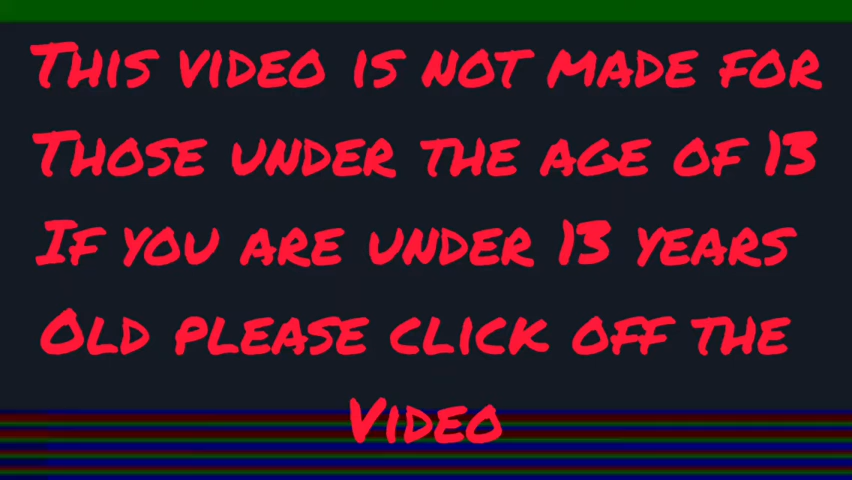 This video is not made for
Those under the age of 13
If you are under 13 years
Old please click off the
Video